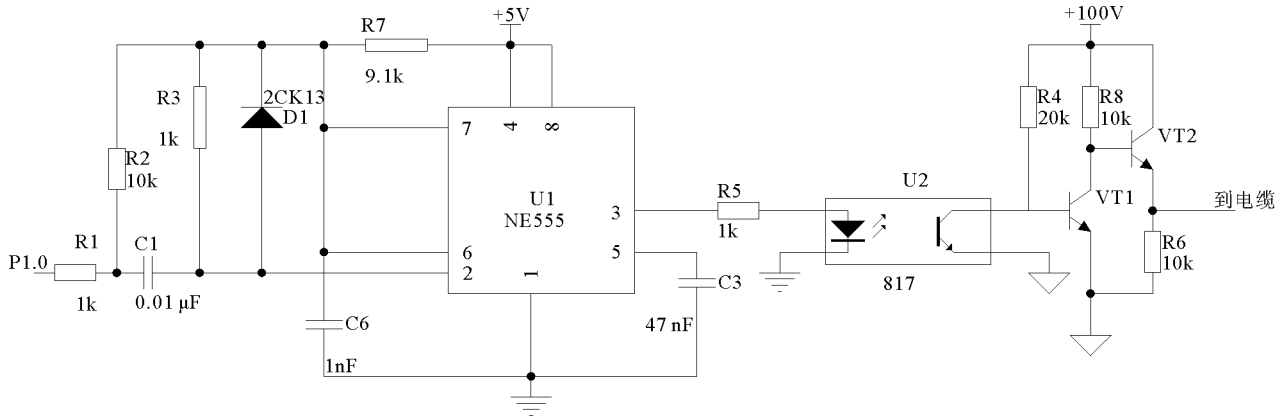 +5V
+100V
R7
9.1k
R3
1k
2CK13
D1
R4
20k
R8
10k
7
4
8
VT2
R2
10k
U1
NE555
3
R5
1k
U2
VT1
到电缆
R1
C1
P1.0
1k
0.01 μF
6
2
5
1
C3
817
R6
10k
C6
1nF
47 nF